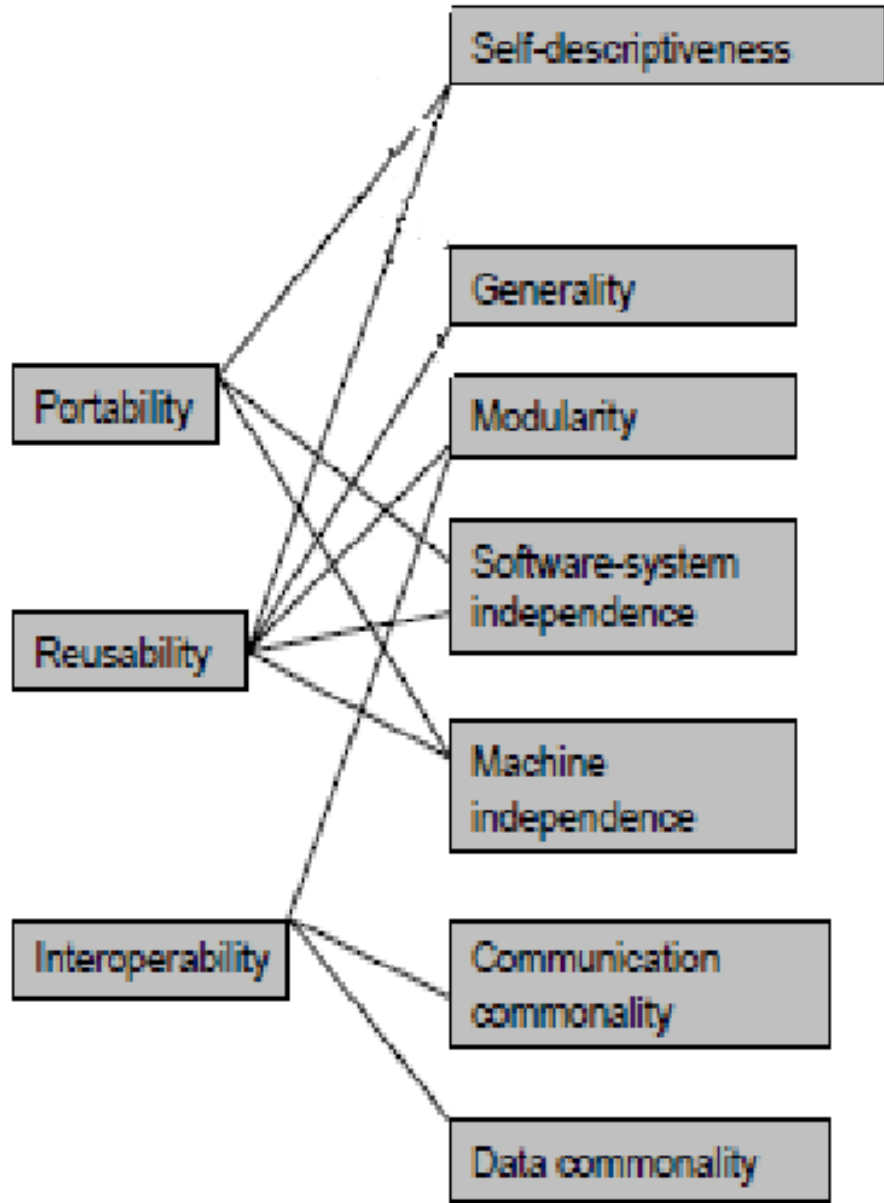 Self-descriptiveness
Generality
Portability
Modularity
Software-system
independence
Reusability
Machine
independence
Interoperability
Communication
commonality
Data commonality